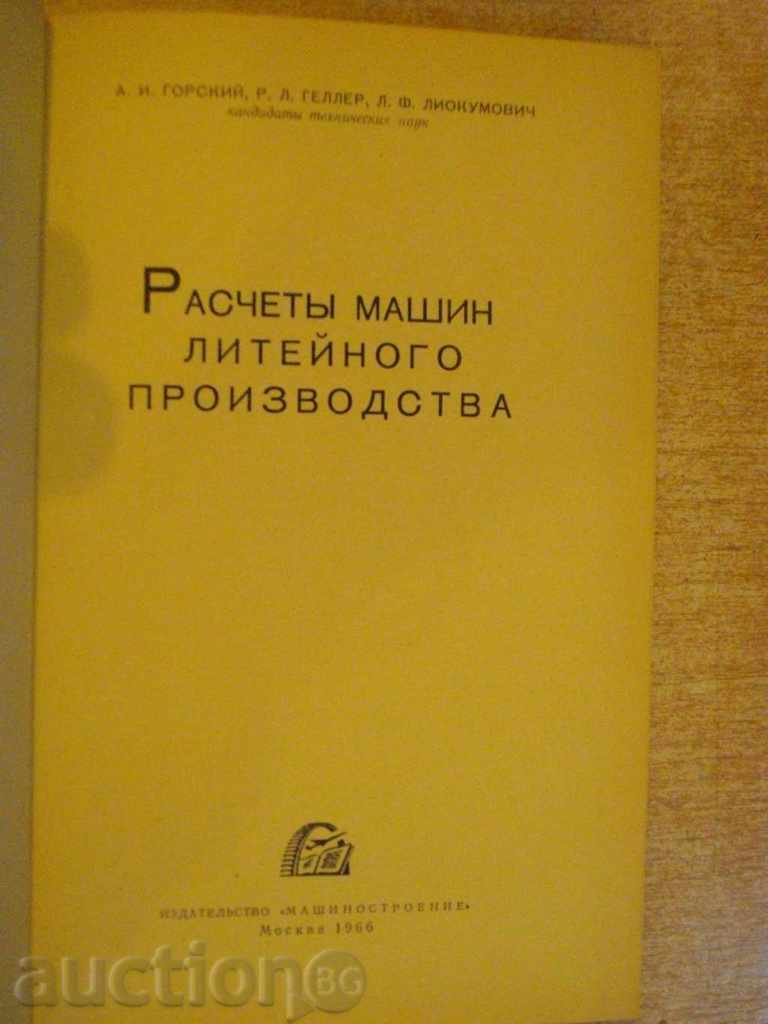 А. И. ГОРСКИЙ, Р. Л. ГЕЛЛЕР, Л. Ф. ЛИОКУМОВИЧ
кандидаты технических наук
РАСЧЕТЫ МАШИН
ЛИТЕЙНОГО
ПРОИЗВОДСТВА
ИЗДАТЕЛЬСТВО «МАШИНОСТРОЕНИЕ»
Москва 1966
auctionBG